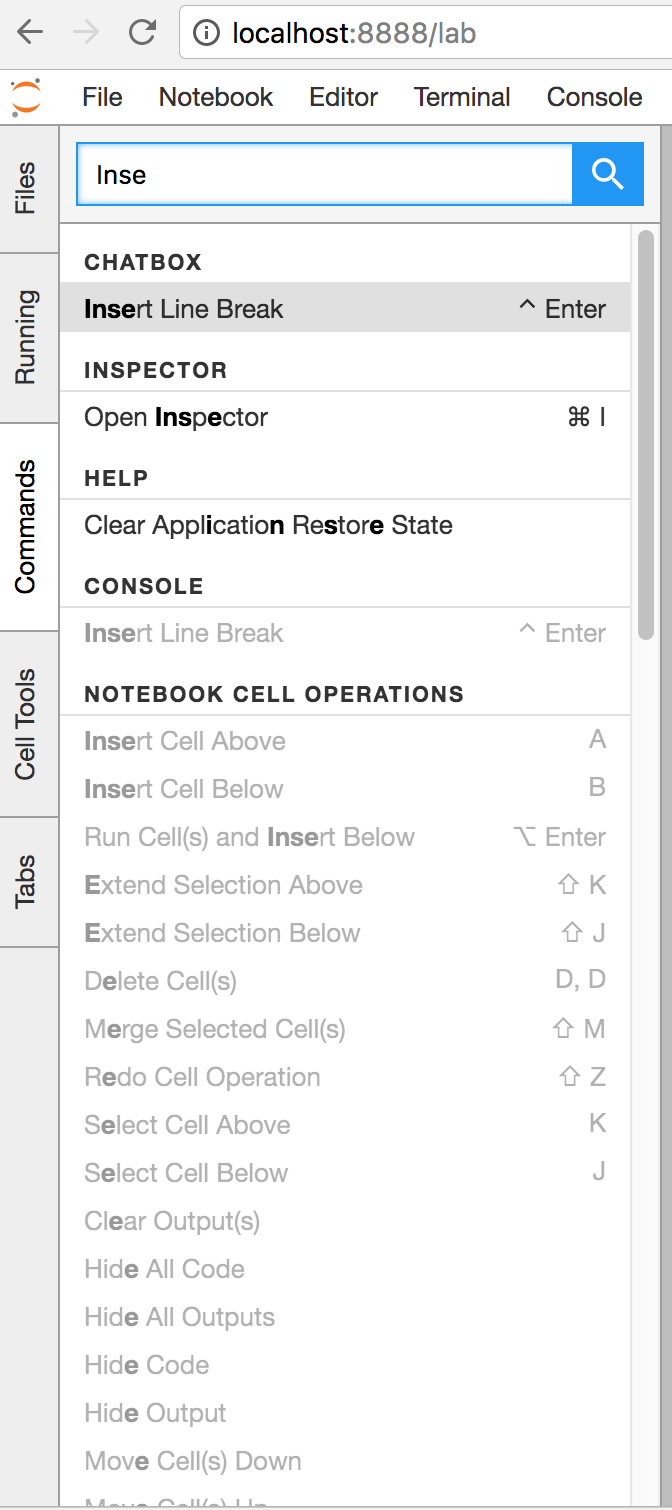 localhost:8888/lab
File Notebook Editor Terminal Console
Files
Running
Commands
Cell Tools
Tabs
Inse
CHATBOX
Insert Line Break ^ Enter
INSPECTOR
Open Inspector ⌘ I
HELP
Clear Application Restore State
CONSOLE
Insert Line Break ^ Enter
NOTEBOOK CELL OPERATIONS
Insert Cell Above A
Insert Cell Below B
Run Cell(s) and Insert Below ⌥ Enter
Extend Selection Above ⇧ K
Extend Selection Below ⇧ J
Delete Cell(s) D, D
Merge Selected Cell(s) ⇧ M
Redo Cell Operation ⇧ Z
Select Cell Above K
Select Cell Below J
Clear Output(s)
Hide All Code
Hide All Outputs
Hide Code
Hide Output
Move Cell(s) Down
Move Cell(s) Up